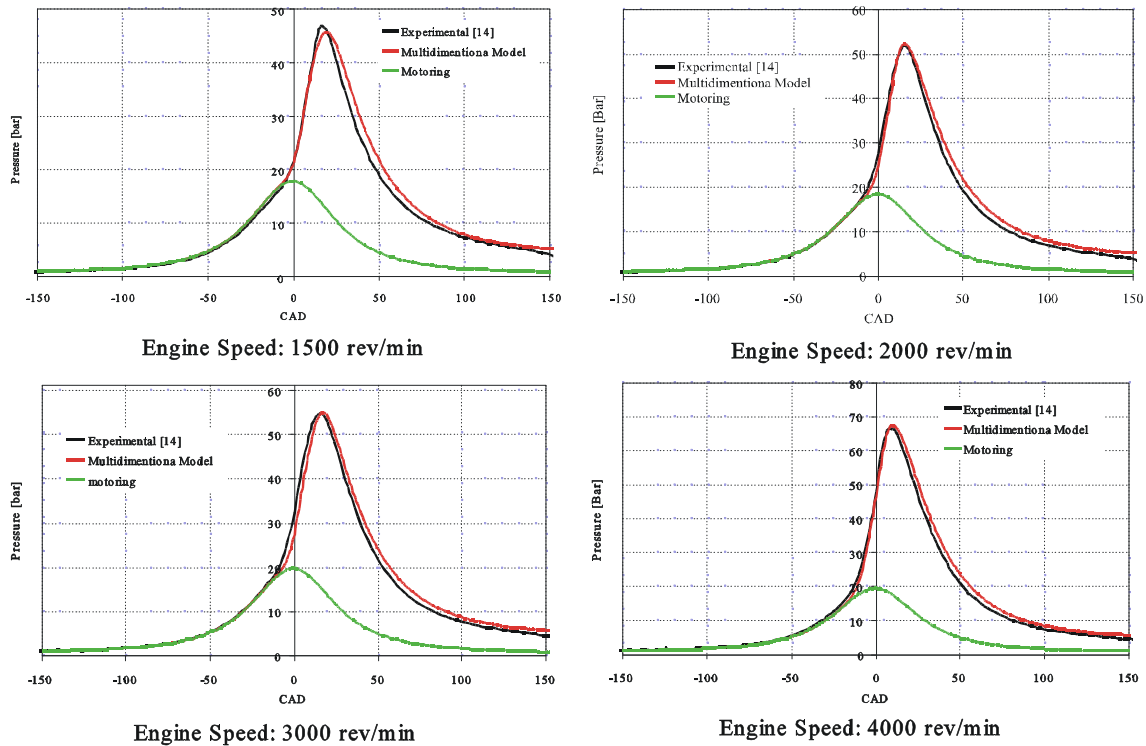 50
40
30
20
10
0
Pressure [bar]
Experimental [14]
Multidimentiona Model
Motoring
-150
-100
-50
0
50
100
150
CAD
Engine Speed: 1500 rev/min
60
50
40
30
20
10
0
Pressure [Bar]
Experimental [14]
Multidimentiona Model
Motoring
-150
-100
-50
0
50
100
150
CAD
Engine Speed: 2000 rev/min
60
50
40
30
20
10
0
Pressure [bar]
Experimental [14]
Multidimentiona Model
motoring
-150
-100
-50
0
50
100
150
CAD
Engine Speed: 3000 rev/min
80
70
60
50
40
30
20
10
0
Pressure [Bar]
Experimental [14]
Multidimentiona Model
Motoring
-150
-100
-50
0
50
100
150
CAD
Engine Speed: 4000 rev/min